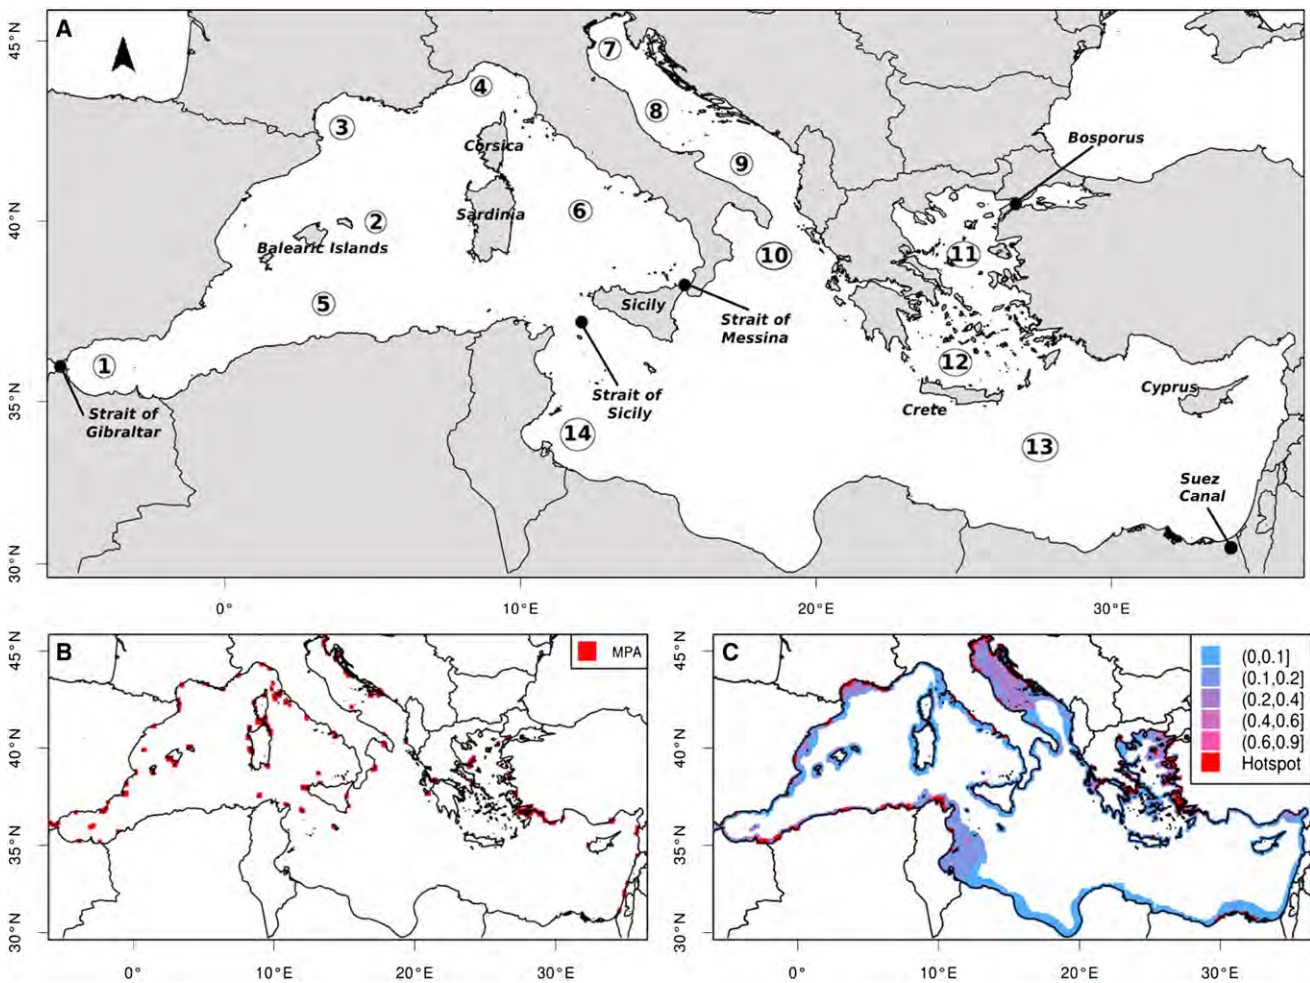 A
45°N
40°N
35°N
30°N
7
4
8
3
Bosporus
Corsica
9
Sardinia
6
2
Balearic Islands
10
11
5
Sicily
Strait of
Messina
1
12
Cyprus
Strait of
Gibraltar
Strait of
Sicily
Crete
14
13
Suez
Canal
0°
10°E
20°E
30°E
B
MPA
45°N
40°N
35°N
30°N
0°
10°E
20°E
30°E
C
(0,0.1]
(0.1,0.2]
(0.2,0.4]
(0.4,0.6]
(0.6,0.9]
Hotspot
45°N
40°N
35°N
30°N
0°
10°E
20°E
30°E